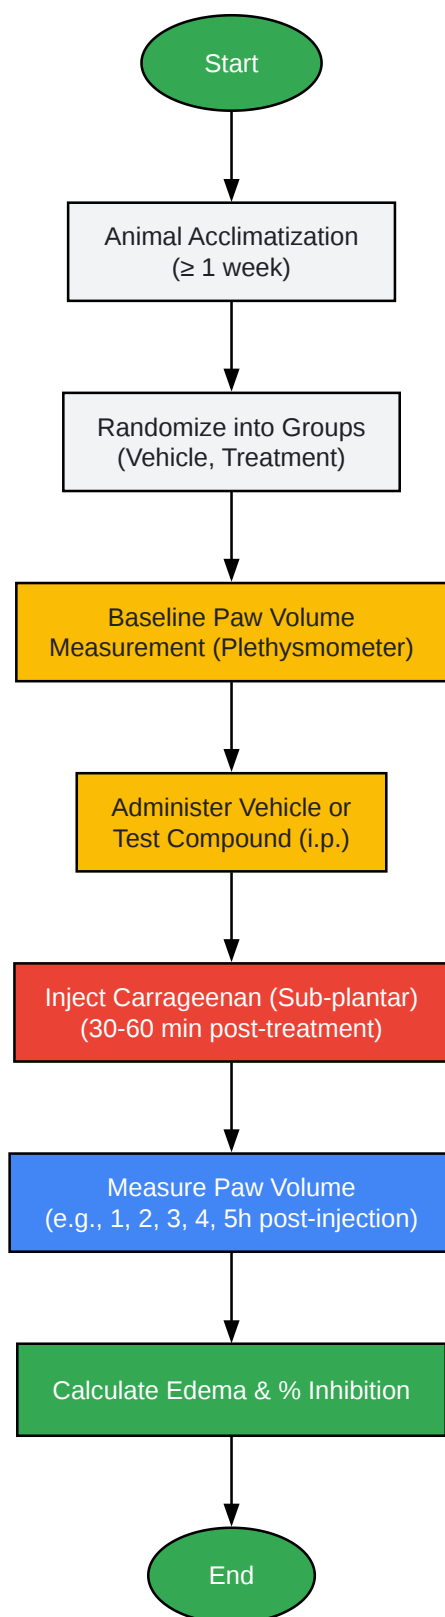 Start
Animal Acclimatization
(≥ 1 week)
Randomize into Groups
(Vehicle, Treatment)
Baseline Paw Volume
Measurement (Plethysmometer)
Administer Vehicle or
Test Compound (i.p.)
Inject Carrageenan (Sub-plantar)
(30-60 min post-treatment)
Measure Paw Volume
(e.g., 1, 2, 3, 4, 5h post-injection)
Calculate Edema & % Inhibition
End